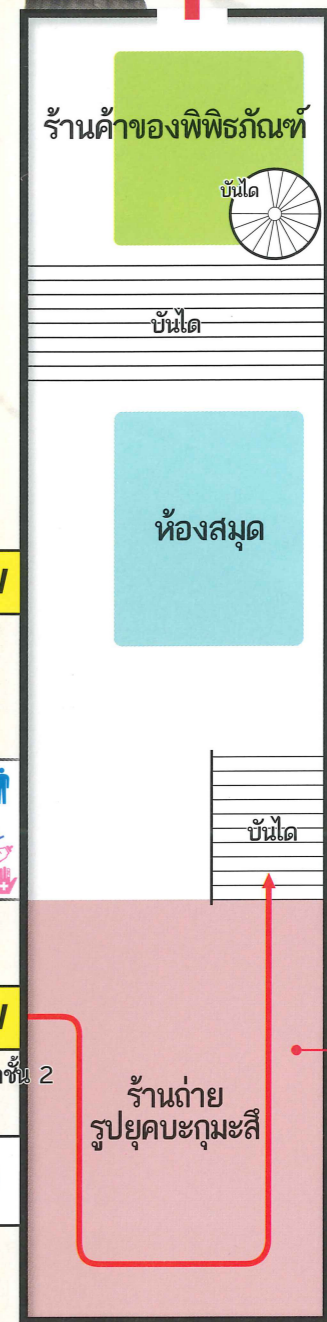 ร้านค้าของพิพิธภัณฑ์
บันได
บันได
ห้องสมุด
บันได
ชั้น 2
ร้านถ่าย
รูปยุคบะกุมะสึ